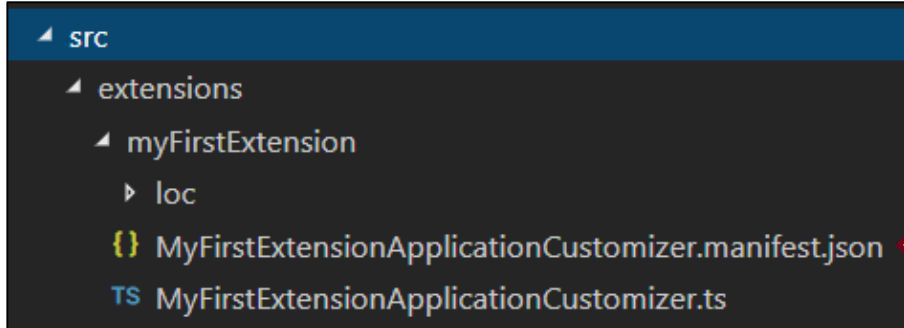 src
extensions
myFirstExtension
loc
{} MyFirstExtensionApplicationCustomizer.manifest.json
TS MyFirstExtensionApplicationCustomizer.ts